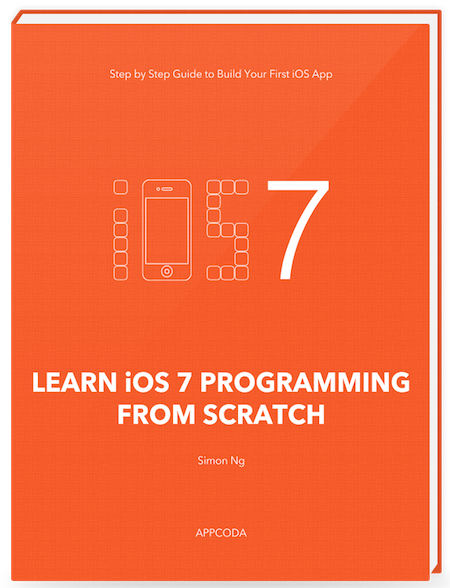 Step by Step Guide to Build Your First iOS App
iOS 7
LEARN iOS 7 PROGRAMMING
FROM SCRATCH
Simon Ng
APPCODA